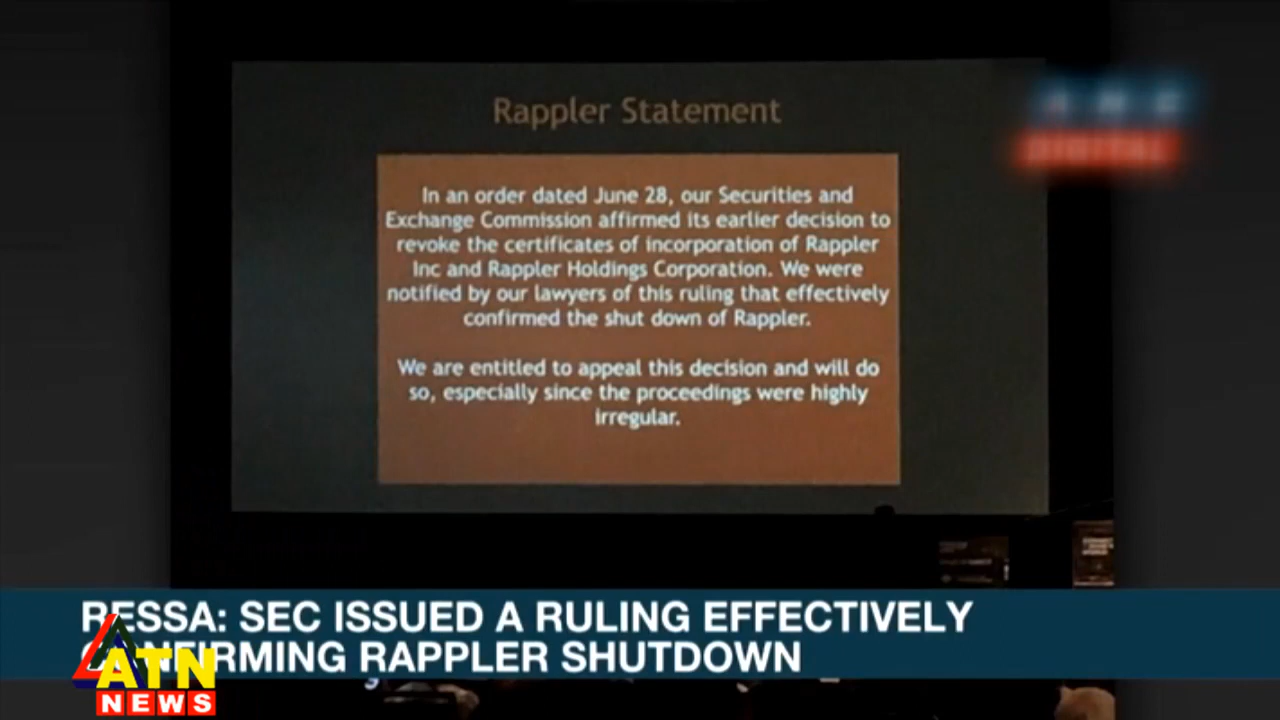 Rappler Statement
In an order dated June 28, our Securities and
Exchange Commission affirmed its earlier decision to
revoke the certificates of incorporation of Rappler
Inc and Rappler Holdings Corporation. We were
notified by our lawyers of this ruling that effectively
confirmed the shut down of Rappler.
We are entitled to appeal this decision and will do
so, especially since the proceedings were highly
irregular.
RESSA: SEC ISSUED A RULING EFFECTIVELY
CONFIRMING RAPPLER SHUTDOWN
ATN
NEWS